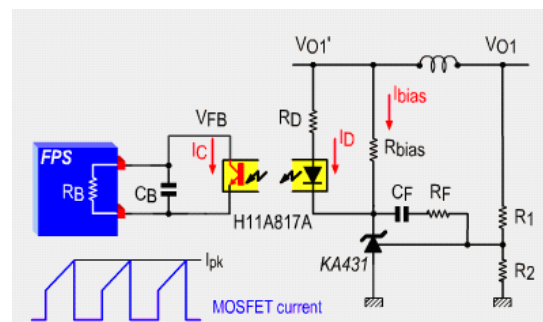 VO1'
VO1
Ibias
RD
ID
Rbias
VFB
IC
FPS
RB
CB
H11A817A
CF
RF
R1
KA431
R2
Ipk
MOSFET current